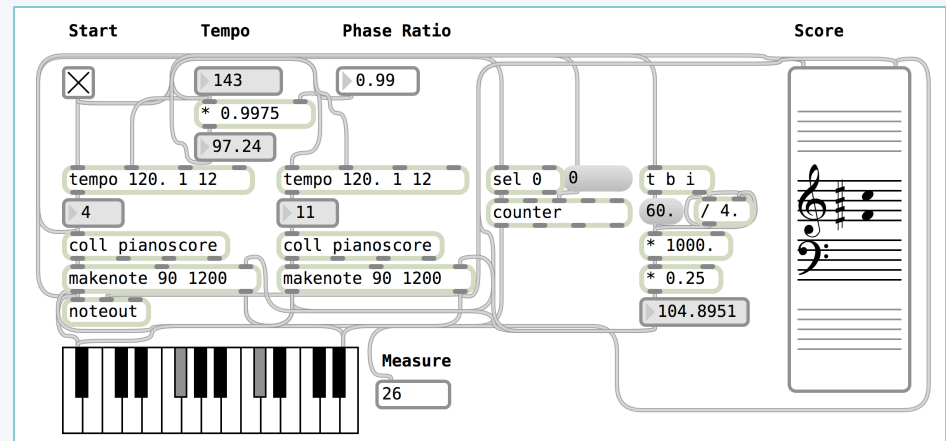 Start Tempo Phase Ratio Score
143 0.99
* 0.9975
97.24
tempo 120. 1 12 tempo 120. 1 12 sel 0 0 t b i
4 11 counter 60. / 4.
coll pianoscore coll pianoscore * 1000.
makenote 90 1200 makenote 90 1200 * 0.25
noteout 104.8951
Measure
26